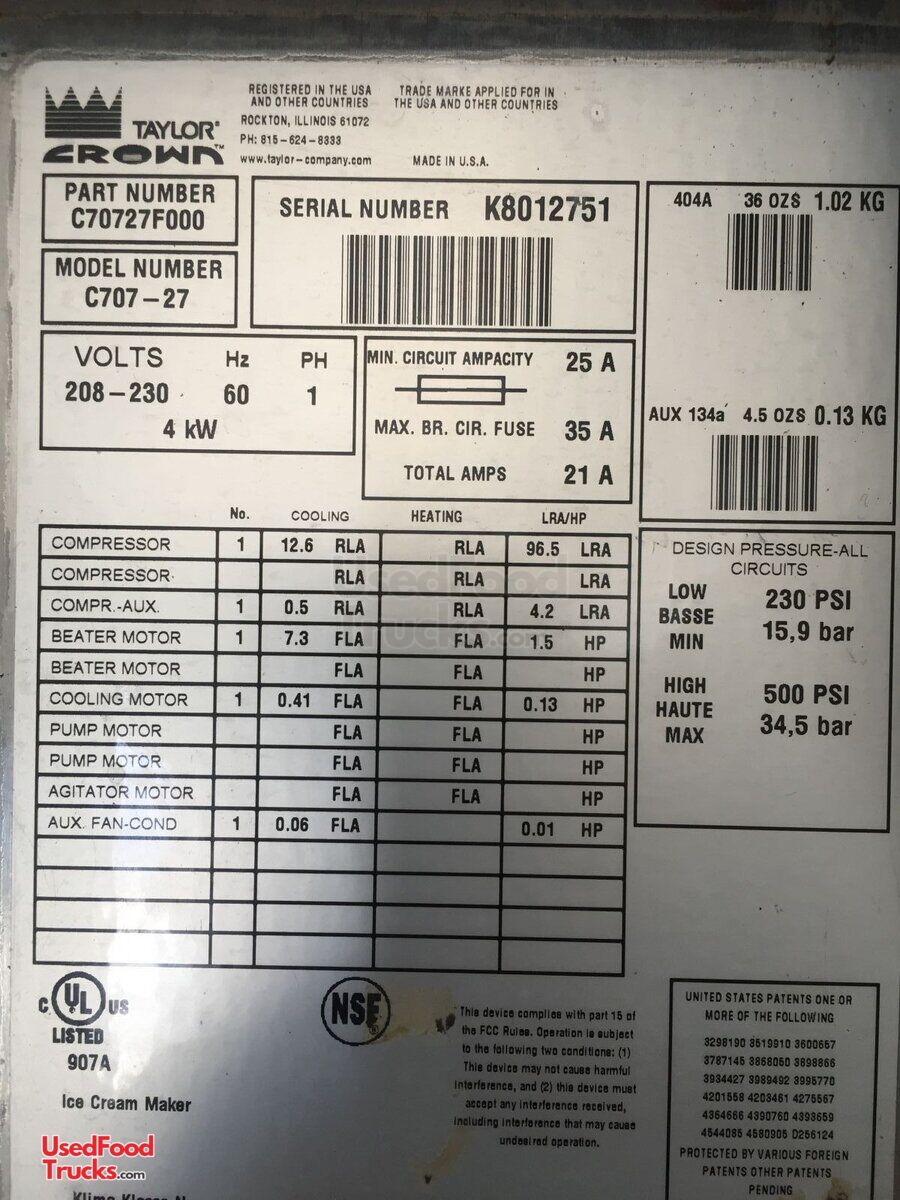 TAYLOR®
CROWN™
REGISTERED IN THE USA
AND OTHER COUNTRIES
ROCKTON, ILLINOIS 61072
PH: 815-624-8333
www.taylor-company.com
TRADE MARKE APPLIED FOR IN
THE USA AND OTHER COUNTRIES
MADE IN U.S.A.
PART NUMBER
C70727F000
MODEL NUMBER
C707-27
SERIAL NUMBER K8012751
404A 36 OZS 1.02 KG
AUX 134a 4.5 OZS 0.13 KG
VOLTS Hz PH
208-230 60 1
4 kW
MIN. CIRCUIT AMPACITY 25 A
MAX. BR. CIR. FUSE 35 A
TOTAL AMPS 21 A
No. COOLING HEATING LRA/HP
COMPRESSOR 1 12.6 RLA RLA 96.5 LRA
COMPRESSOR RLA RLA LRA
COMPR.-AUX. 1 0.5 RLA RLA 4.2 LRA
BEATER MOTOR 1 7.3 FLA FLA 1.5 HP
BEATER MOTOR FLA FLA HP
COOLING MOTOR 1 0.41 FLA FLA 0.13 HP
PUMP MOTOR FLA FLA HP
PUMP MOTOR FLA FLA HP
AGITATOR MOTOR FLA FLA HP
AUX. FAN-COND 1 0.06 FLA 0.01 HP
DESIGN PRESSURE-ALL
CIRCUITS
LOW
BASSE
MIN
230 PSI
15,9 bar
HIGH
HAUTE
MAX
500 PSI
34,5 bar
UsedFood
Trucks.com
C UL US
LISTED
907A
Ice Cream Maker
NSF®
This device complies with part 15 of
the FCC Rules. Operation is subject
to the following two conditions: (1)
This device may not cause harmful
interference, and (2) this device must
accept any interference received,
including interference that may cause
undesired operation.
UNITED STATES PATENTS ONE OR
MORE OF THE FOLLOWING
3298190 3519910 3600657
3787145 3868050 3898866
3934427 3989492 3995770
4201558 4203461 4275567
4364666 4390760 4393659
4544085 4580905 D256124
PROTECTED BY VARIOUS FOREIGN
PATENTS OTHER PATENTS
PENDING
UsedFood
Trucks.com